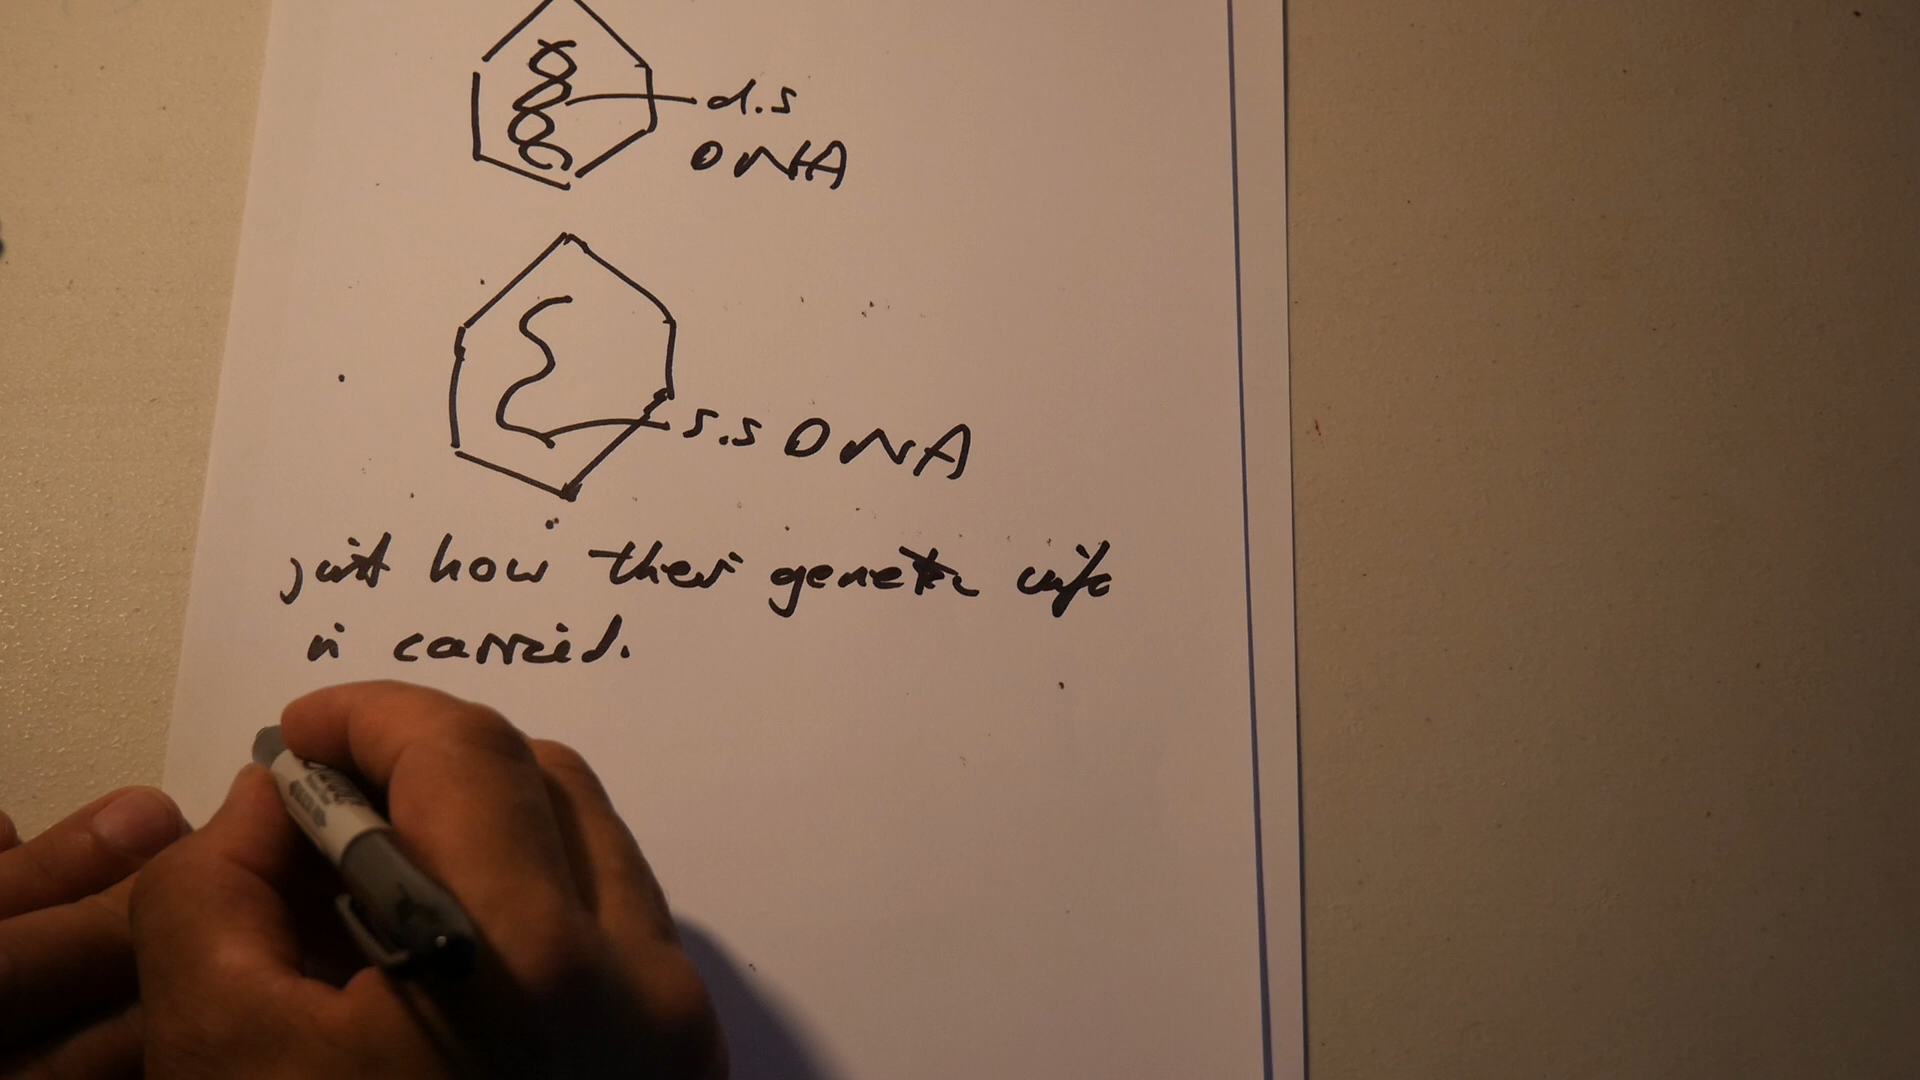 d.s
DNA
s.s DNA
just how their genetic info
is carried.